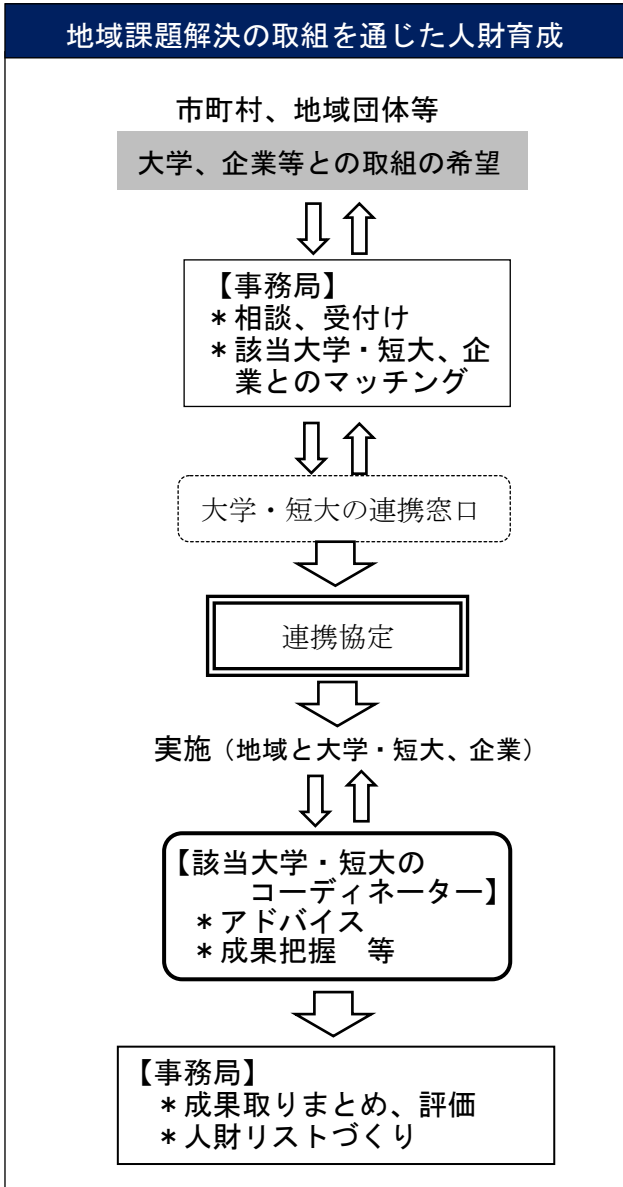 地域課題解決の取組を通じた人財育成
市町村、地域団体等
大学、企業等との取組の希望
【事務局】
＊相談、受付け
＊該当大学・短大、企
業とのマッチング
大学・短大の連携窓口
連携協定
実施（地域と大学・短大、企業）
【該当大学・短大の
コーディネーター】
＊アドバイス
＊成果把握　等
【事務局】
＊成果取りまとめ、評価
＊人財リストづくり